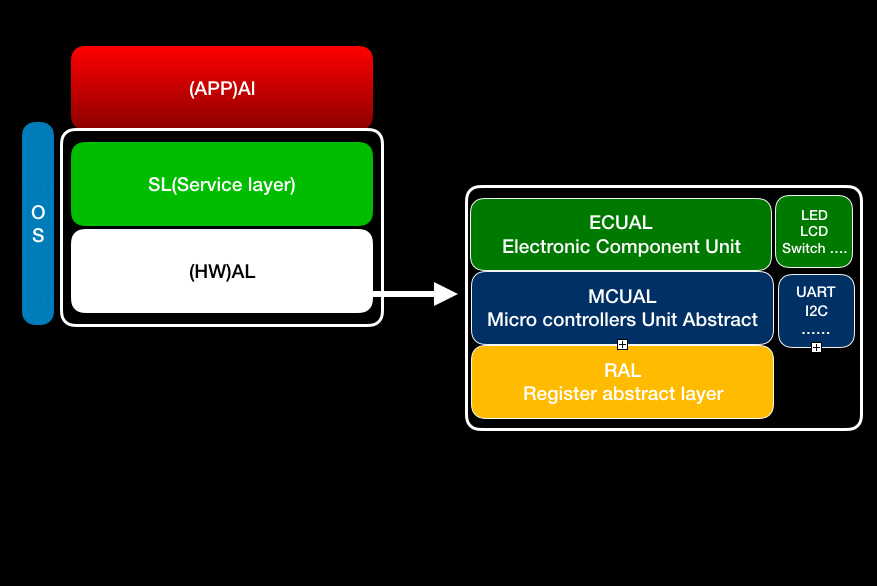 (APP)AI
O
S
SL(Service layer)
(HW)AL
ECUAL
Electronic Component Unit
LED
LCD
Switch ....
MCUAL
Micro controllers Unit Abstract
UART
I2C
......
RAL
Register abstract layer